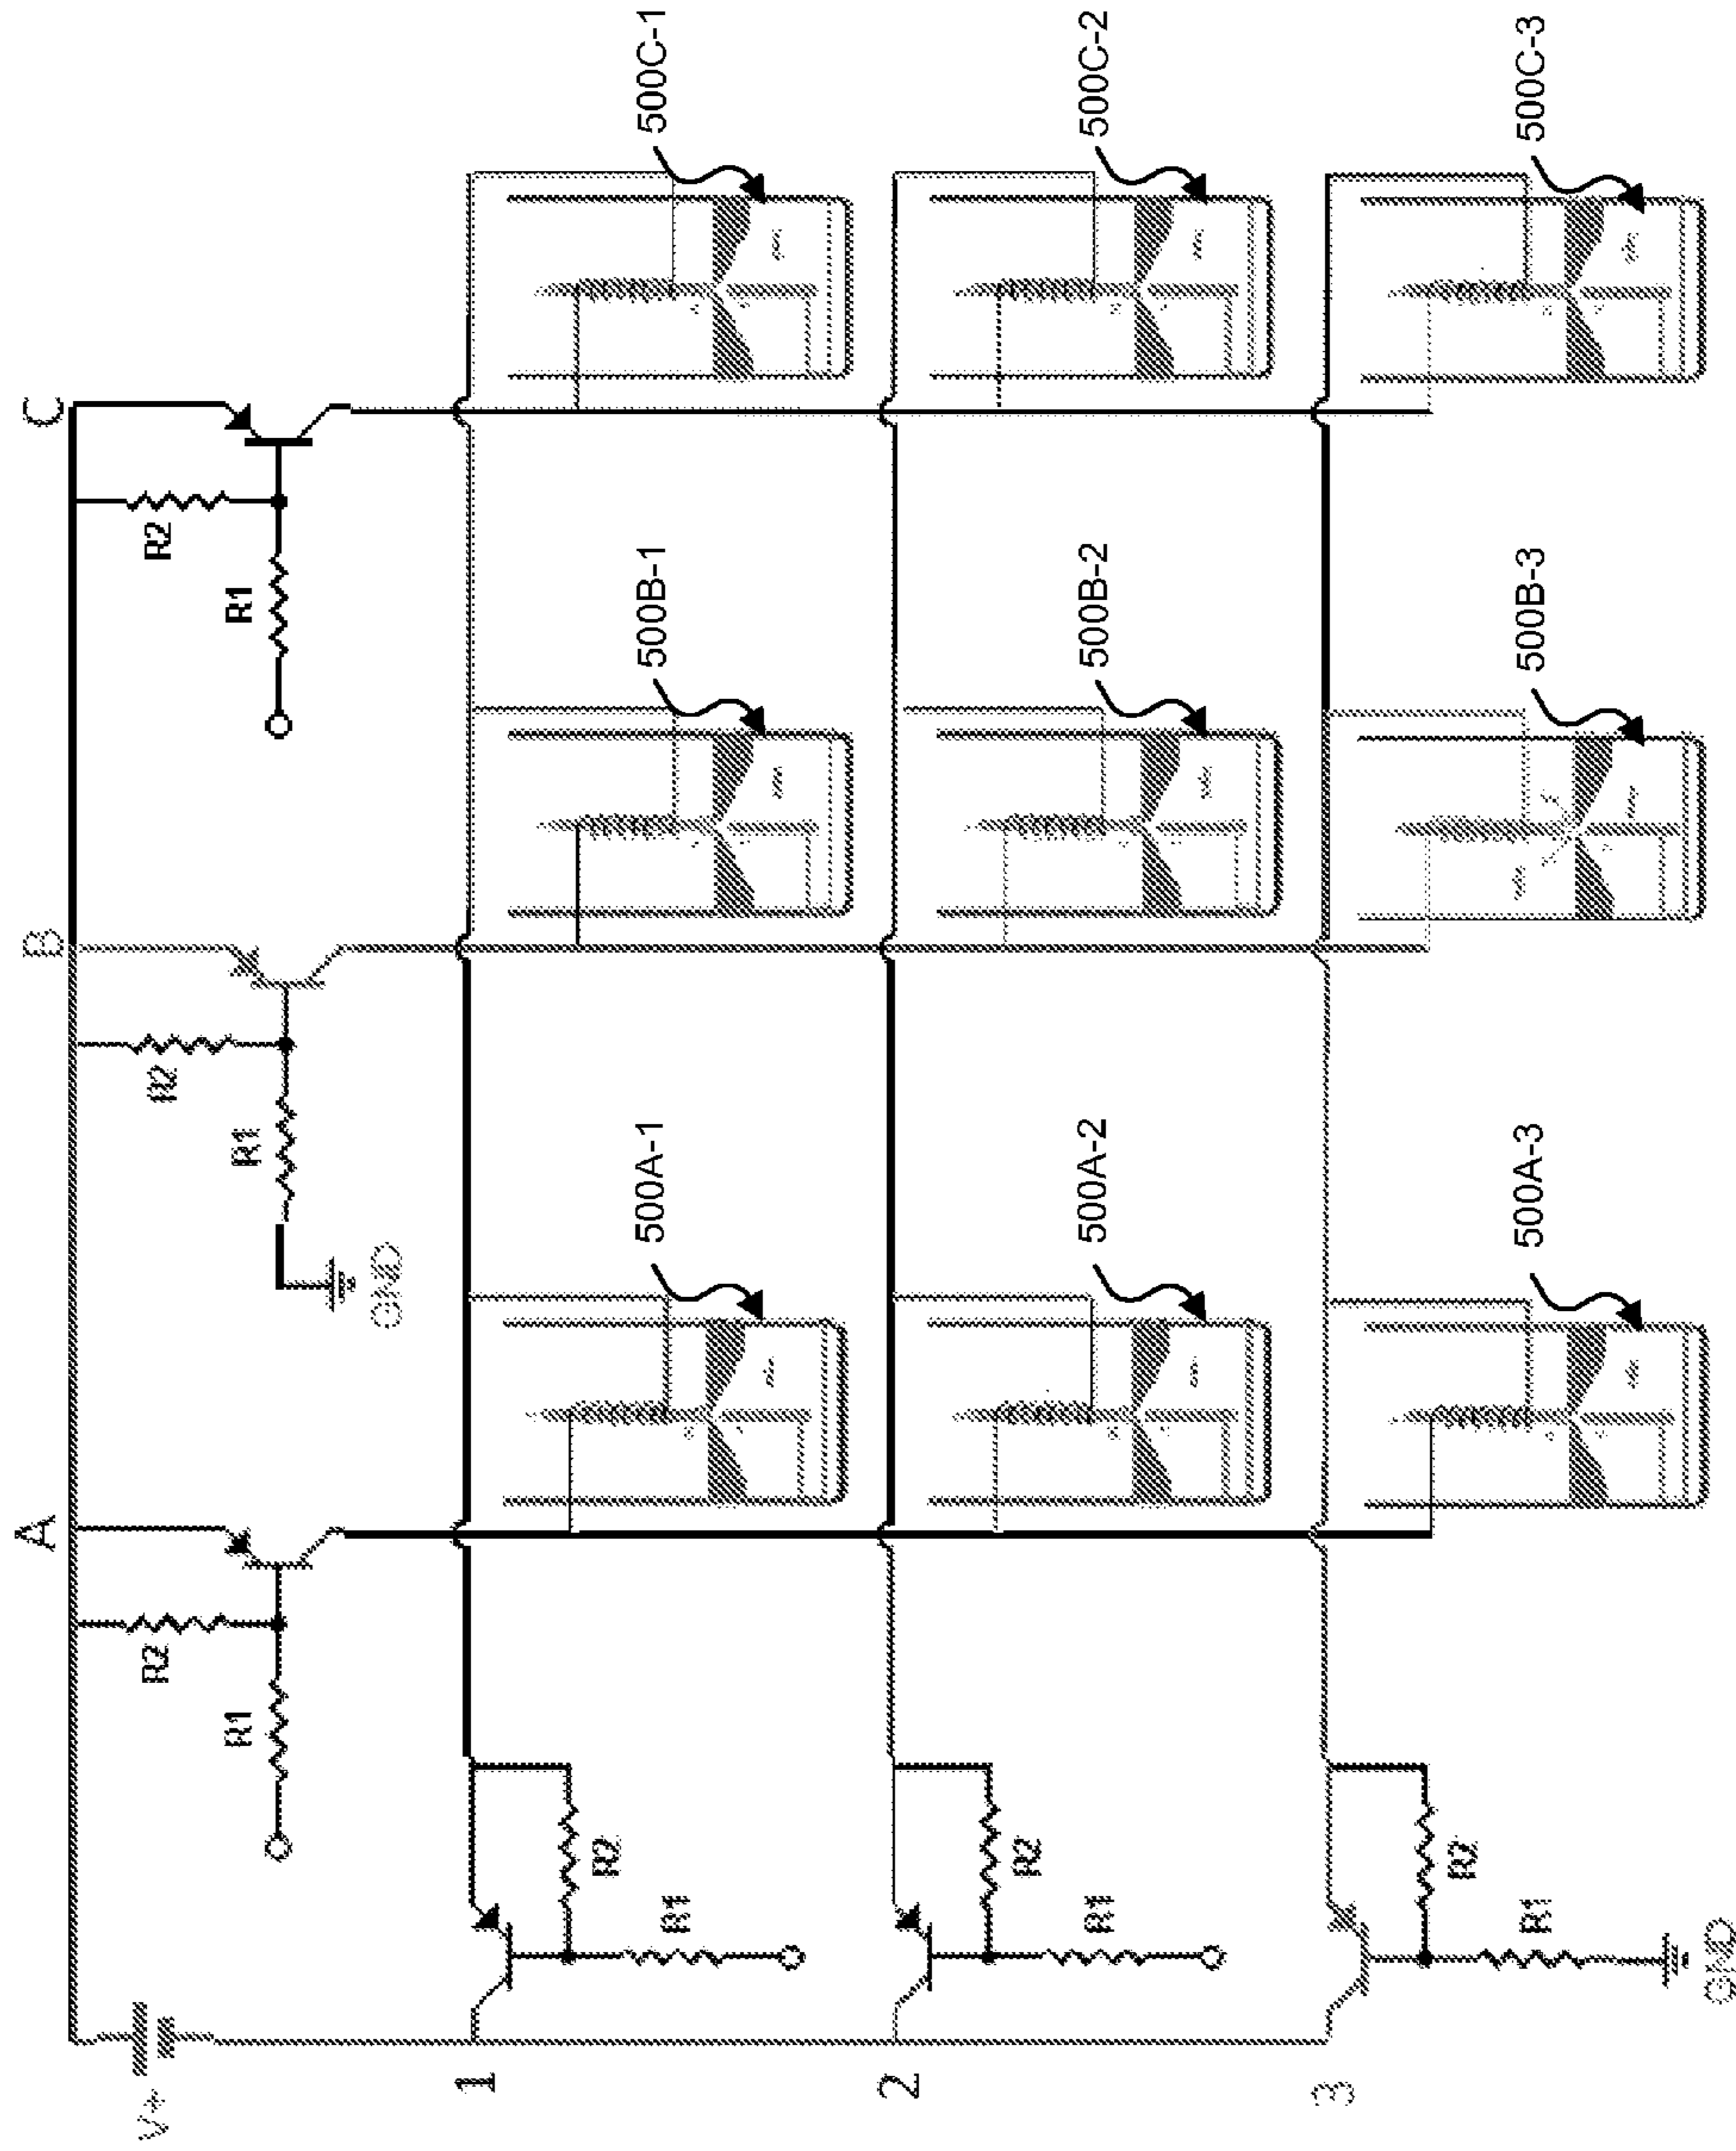 A
B
C
V+
R2
R1
R2
R1
GND
R2
R1
1
R2
R1
500A-1
500B-1
500C-1
2
R2
R1
500A-2
500B-2
500C-2
3
R2
R1
GND
500A-3
500B-3
500C-3